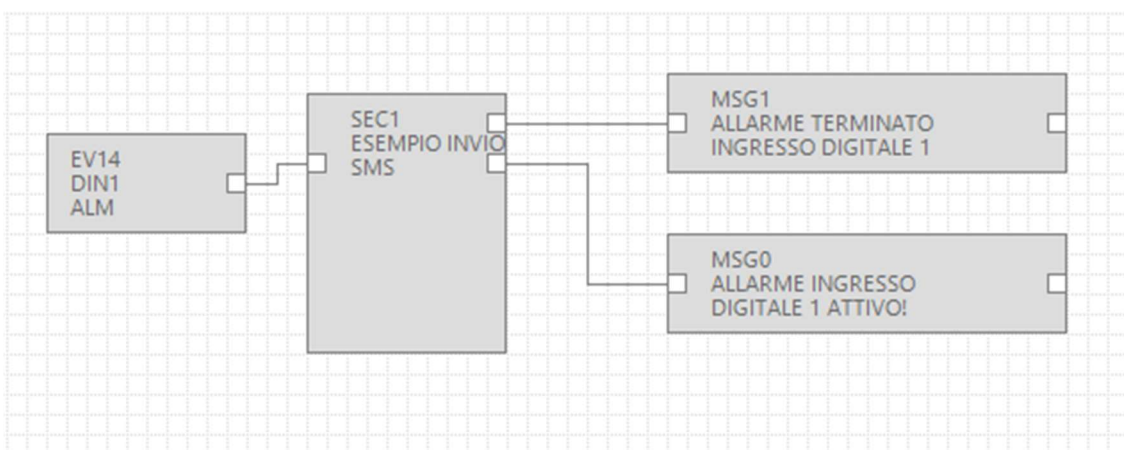 EV14
DIN1
ALM
SEC1
ESEMPIO INVIO
SMS
MSG1
ALLARME TERMINATO
INGRESSO DIGITALE 1
MSG0
ALLARME INGRESSO
DIGITALE 1 ATTIVO!